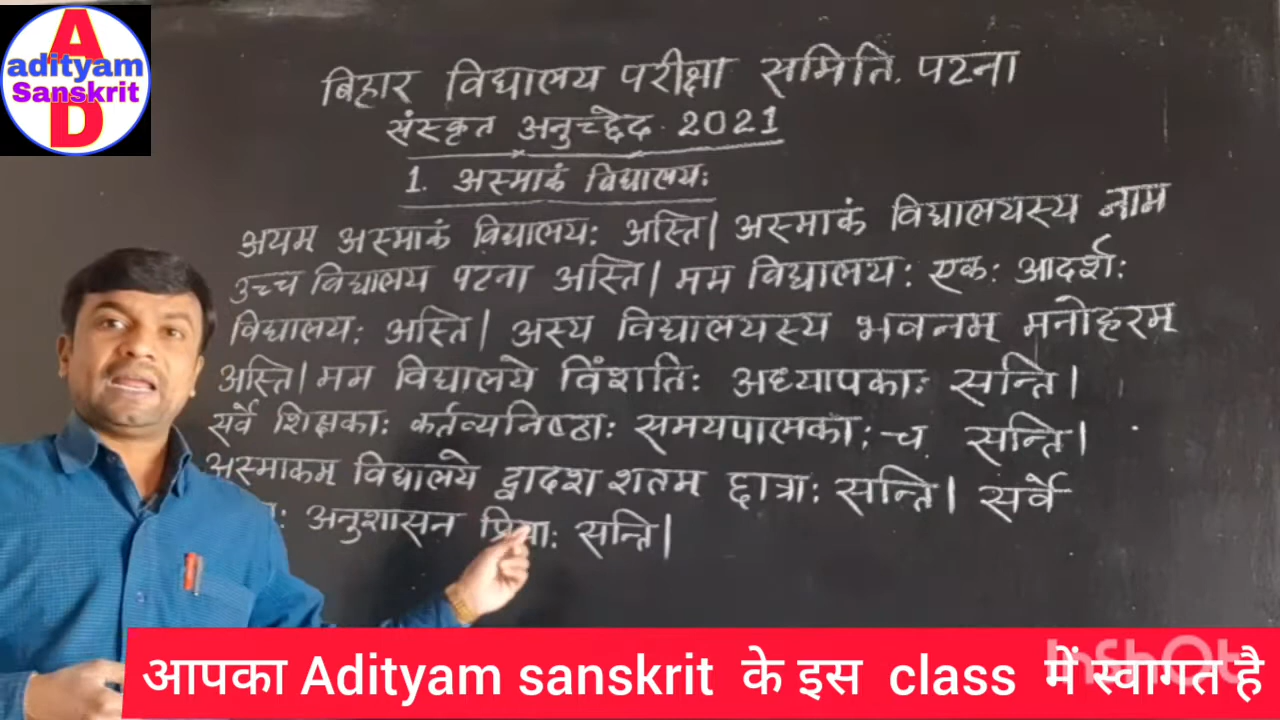 A
adityam
Sanskrit
D
बिहार विद्यालय परीक्षा समिति. पटना
संस्कृत अनुच्छेद. 2021
1. अस्माकं विद्यालय:
अयम् अस्माकं विद्यालय: अस्ति। अस्माकं विद्यालयस्य नाम
उच्च विद्यालय पटना अस्ति। मम विद्यालय: एक: आदर्श:
विद्यालय: अस्ति। अस्य विद्यालयस्य भवनम् मनोहरम्
अस्ति। मम विद्यालये विंशति: अध्यापका: सन्ति।
सर्वे शिक्षका: कर्तव्यनिष्ठा: समयपालका: च. सन्ति।
अस्माकम् विद्यालये द्वादश शतम् छात्रा: सन्ति। सर्वे
अनुशासन प्रिया: सन्ति।
आपका Adityam sanskrit के इस class में स्वागत है
InShOt